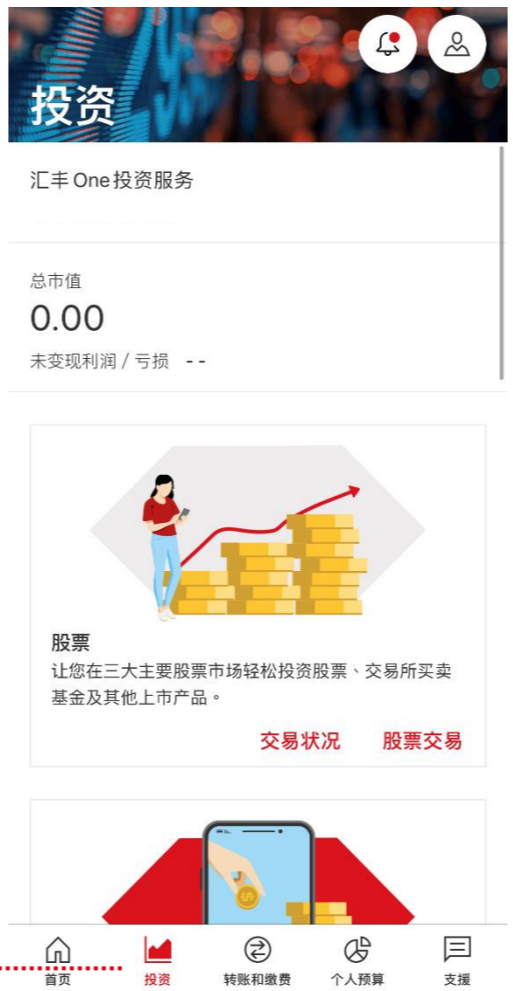 投资
汇丰 One 投资服务
总市值
0.00
未变现利润 / 亏损 --
股票
让您在三大主要股票市场轻松投资股票、交易所买卖
基金及其他上市产品。
交易状况 股票交易
首页 投资 转账和缴费 个人预算 支援